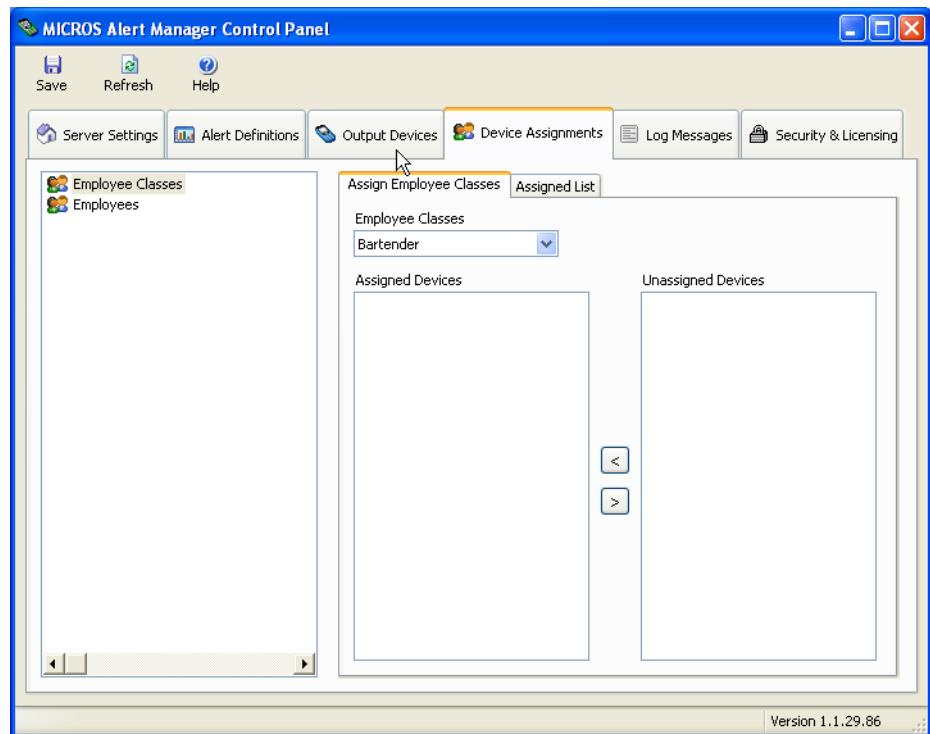 MICROS Alert Manager Control Panel
Save Refresh Help
Server Settings Alert Definitions Output Devices Device Assignments Log Messages Security & Licensing
Employee Classes
Employees
Assign Employee Classes Assigned List
Employee Classes
Bartender
Assigned Devices Unassigned Devices
<
>
Version 1.1.29.86